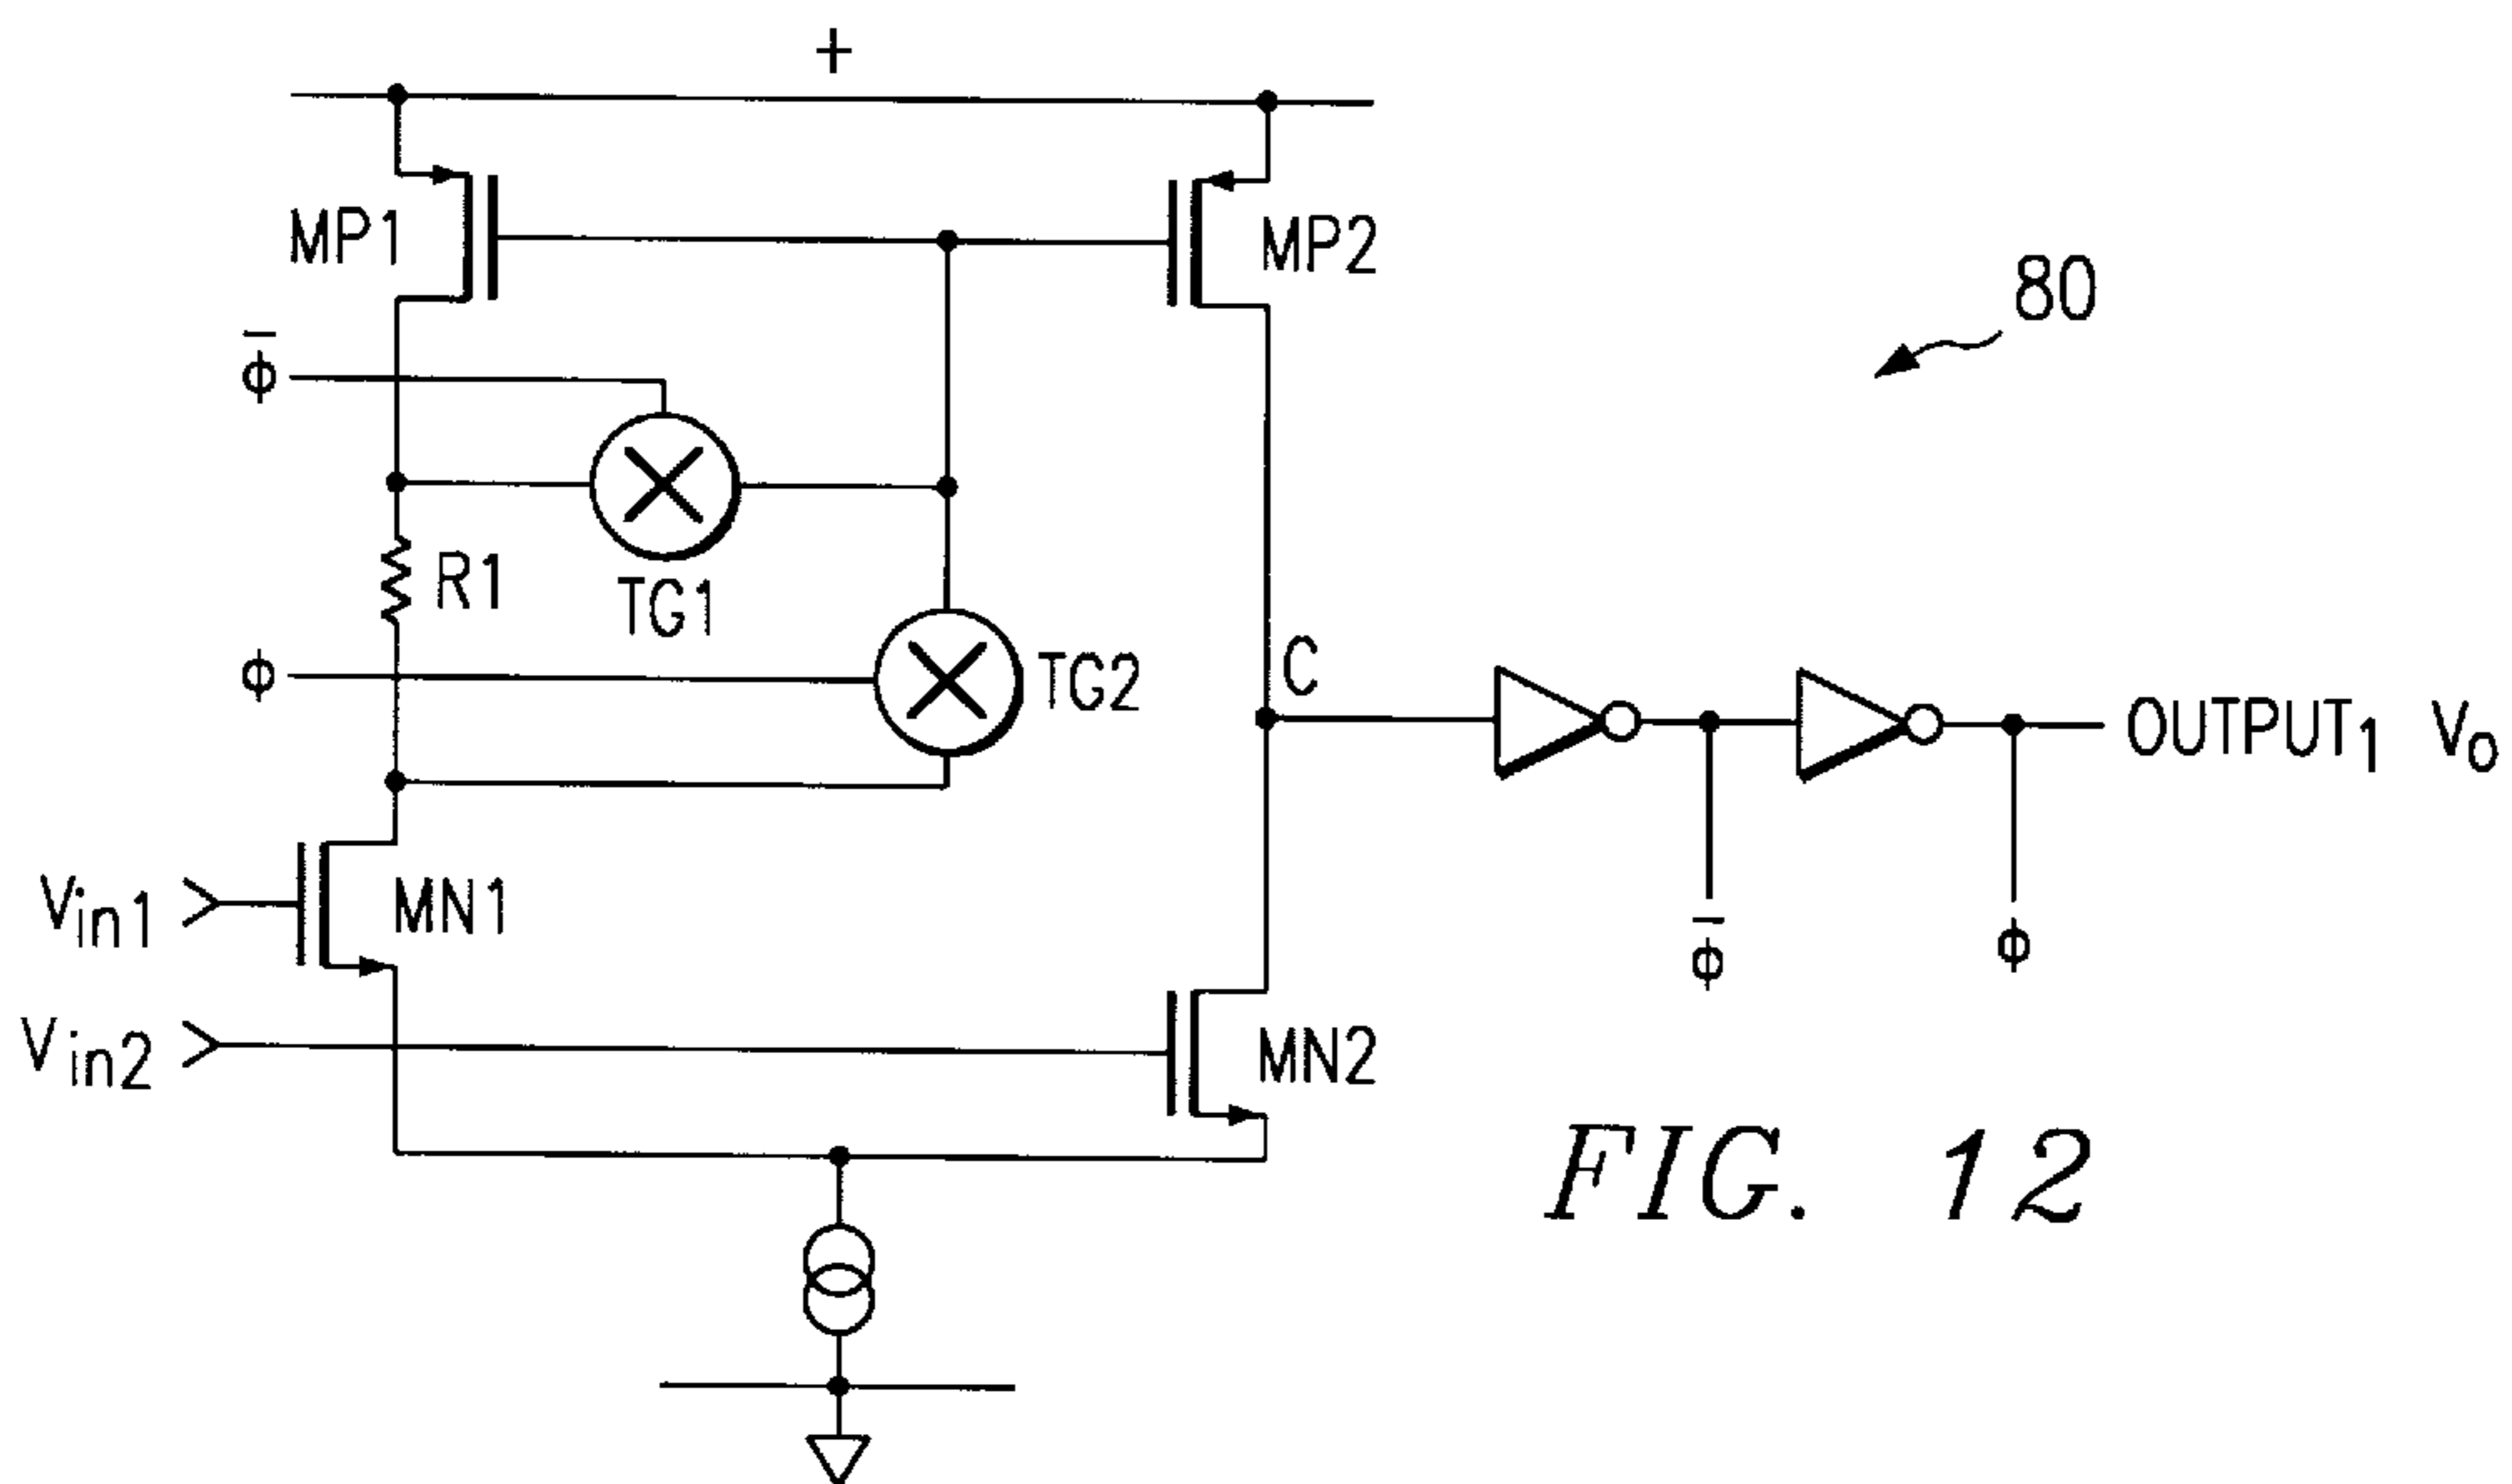 +
MP1
MP2
80
ϕ̄
R1
TG1
ϕ
TG2
C
OUTPUT1 Vo
Vin1
MN1
ϕ̄
ϕ
Vin2
MN2
FIG. 12